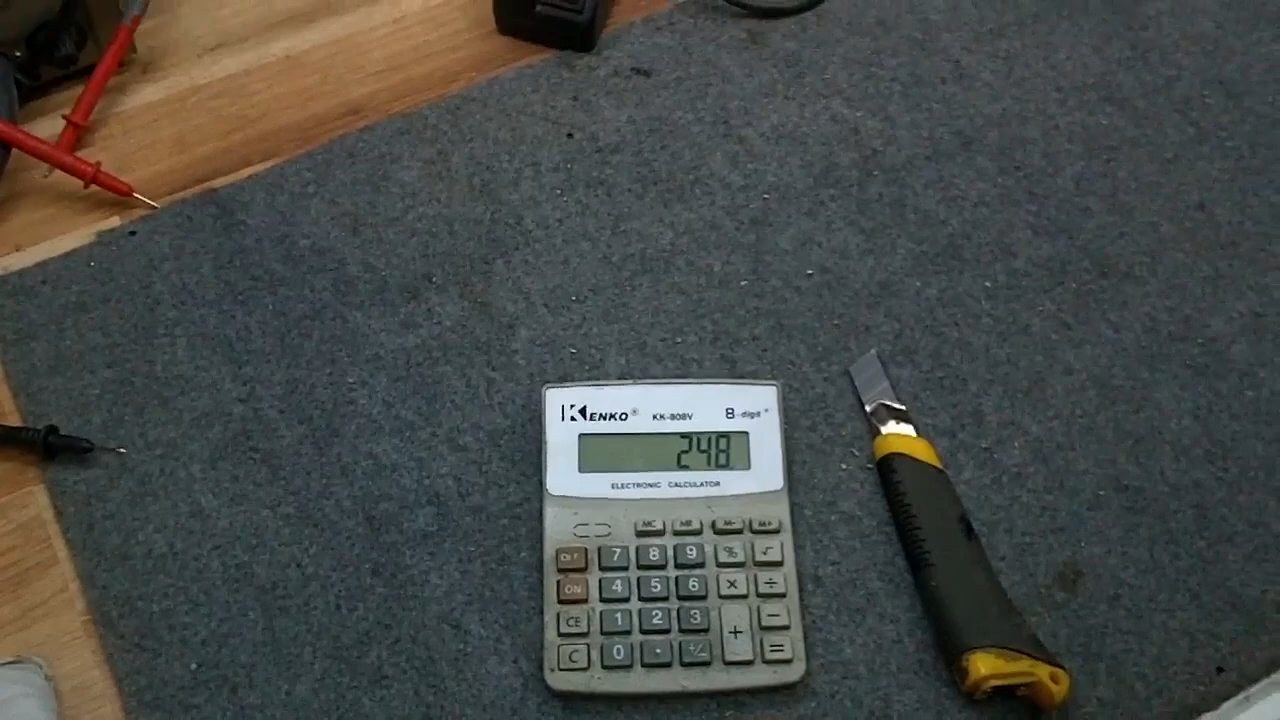 KENKO® KK-808V 8-digit
248
ELECTRONIC CALCULATOR
MC MR M- M+
OFF 7 8 9 % √
ON 4 5 6 × ÷
CE 1 2 3 + −
C 0 . +/− =